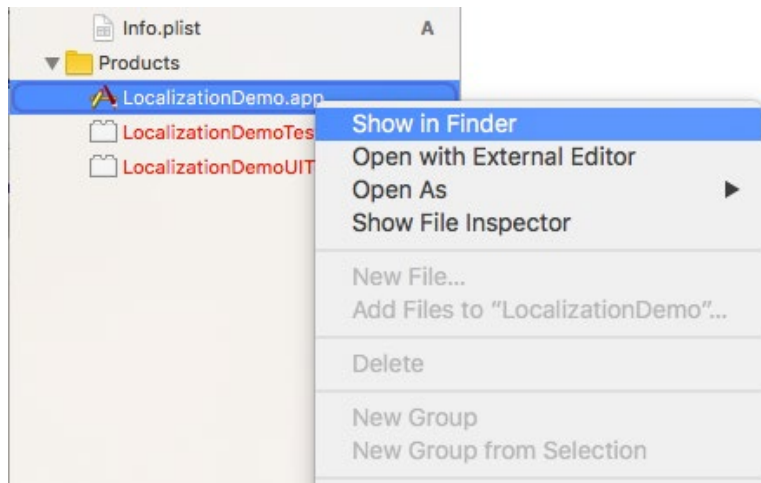 Info.plist A
Products
LocalizationDemo.app
LocalizationDemoTes
LocalizationDemoUIT
Show in Finder
Open with External Editor
Open As
Show File Inspector
New File...
Add Files to “LocalizationDemo”...
Delete
New Group
New Group from Selection